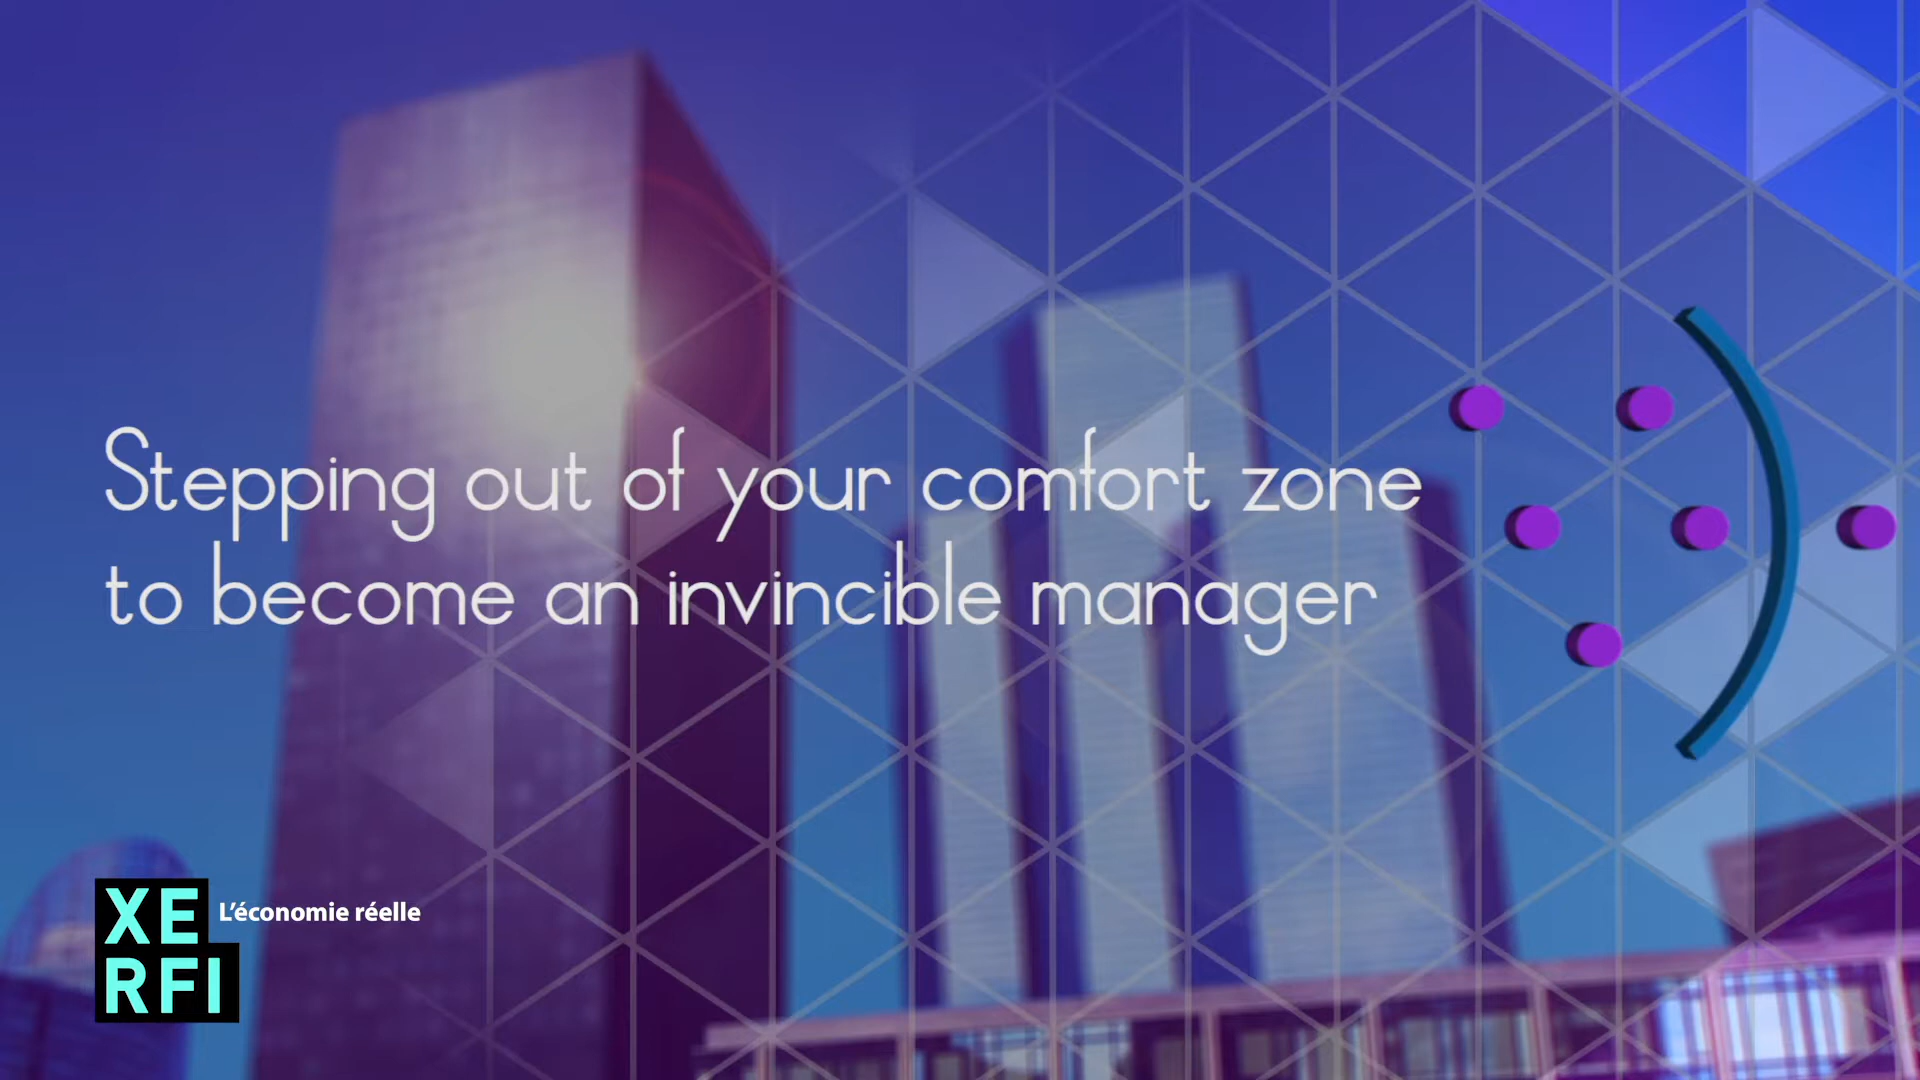 Stepping out of your comfort zone
to become an invincible manager
XE
RFI
L'économie réelle